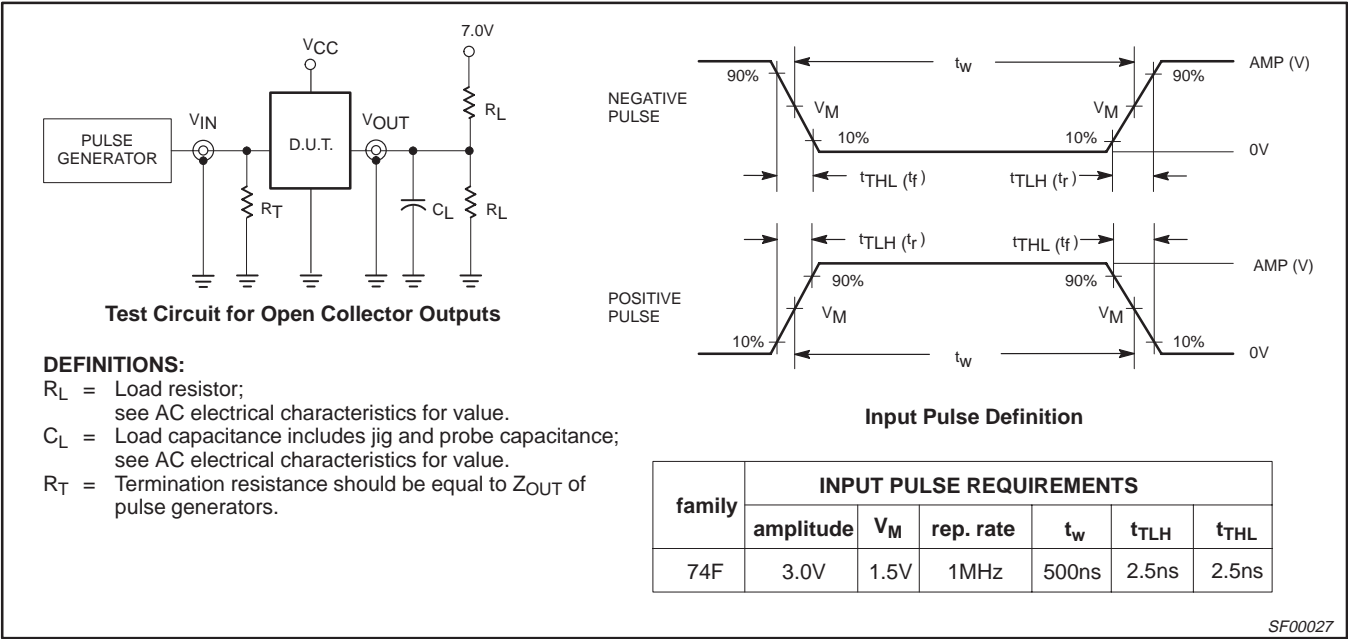 7.0V
VCC
RL
NEGATIVE PULSE
90%
tW
90%
AMP (V)
VIN
VOUT
PULSE GENERATOR
D.U.T.
VM
VM
10%
10%
0V
tTHL (tf)
tTLH (tr)
RT
CL
RL
tTLH (tr)
tTHL (tf)
AMP (V)
90%
90%
POSITIVE PULSE
VM
VM
10%
10%
tW
0V
Test Circuit for Open Collector Outputs
Input Pulse Definition
DEFINITIONS:
RL = Load resistor;
see AC electrical characteristics for value.
CL = Load capacitance includes jig and probe capacitance;
see AC electrical characteristics for value.
RT = Termination resistance should be equal to ZOUT of
pulse generators.
family INPUT PULSE REQUIREMENTS
amplitude VM rep. rate tw tTLH tTHL
74F 3.0V 1.5V 1MHz 500ns 2.5ns 2.5ns
SF00027